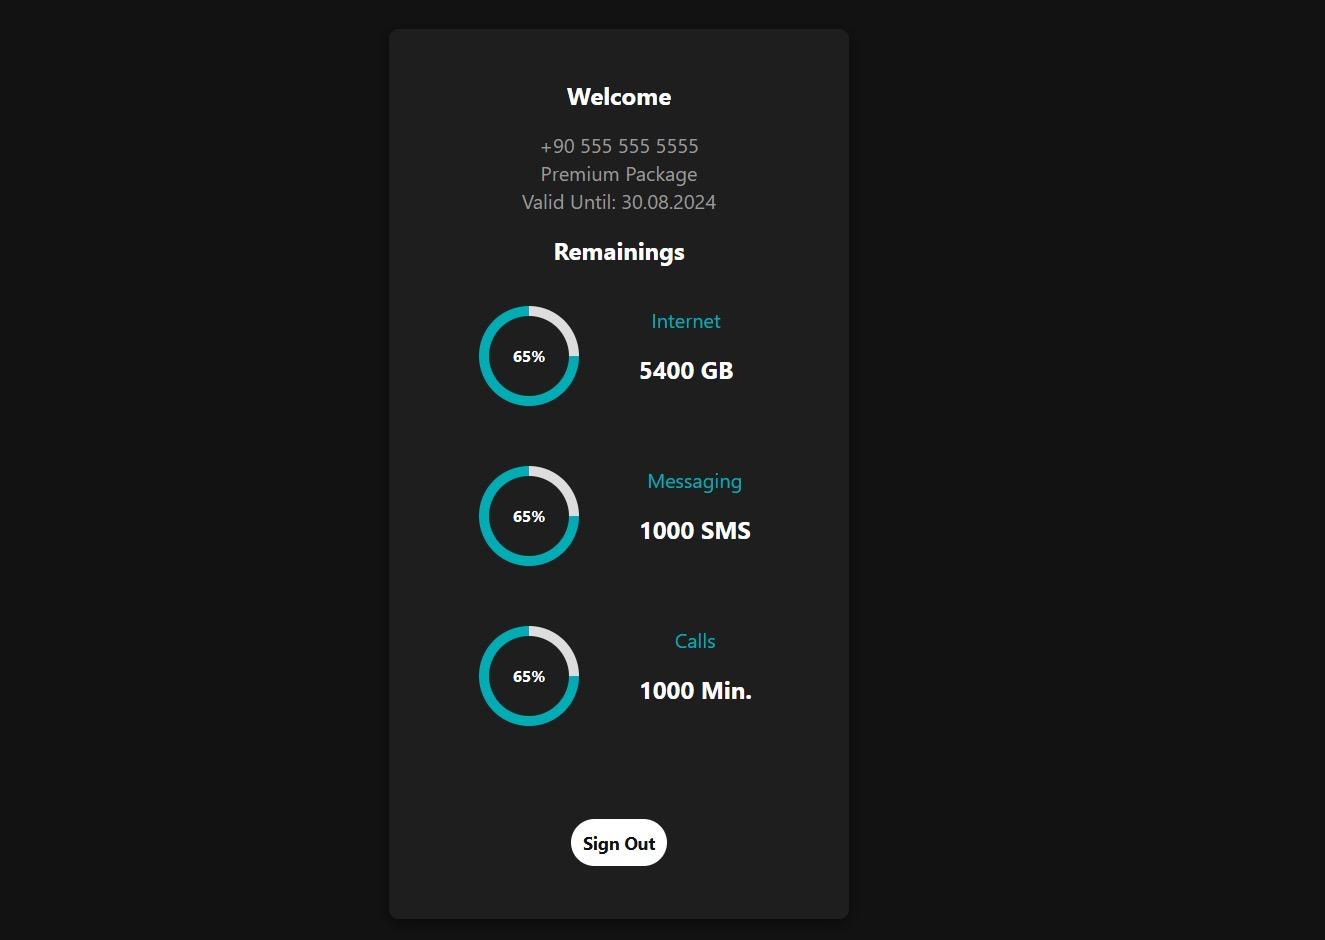 Welcome
+90 555 555 5555
Premium Package
Valid Until: 30.08.2024
Remainings
Internet
65%
5400 GB
Messaging
65%
1000 SMS
Calls
65%
1000 Min.
Sign Out